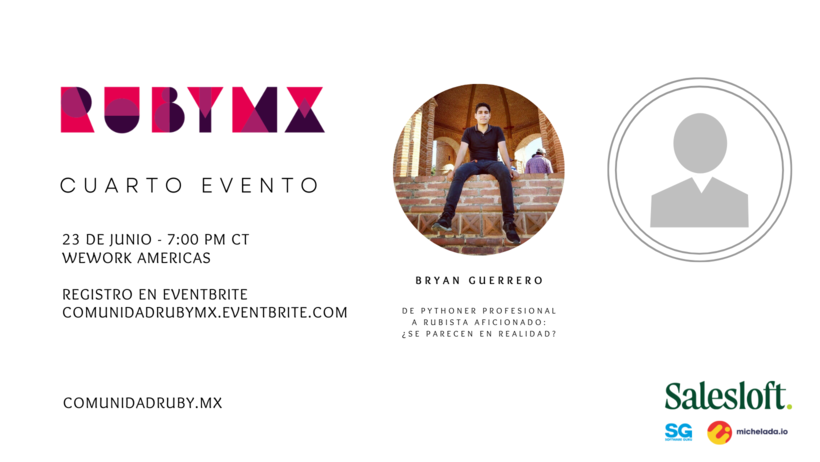 RUBYMX
CUARTO EVENTO
23 DE JUNIO - 7:00 PM CT
WEWORK AMERICAS
REGISTRO EN EVENTBRITE
COMUNIDADRUBYMX.EVENTBRITE.COM
COMUNIDADRUBY.MX
BRYAN GUERRERO
DE PYTHONER PROFESIONAL
A RUBISTA AFICIONADO:
¿SE PARECEN EN REALIDAD?
Salesloft.
SG
michelada.io